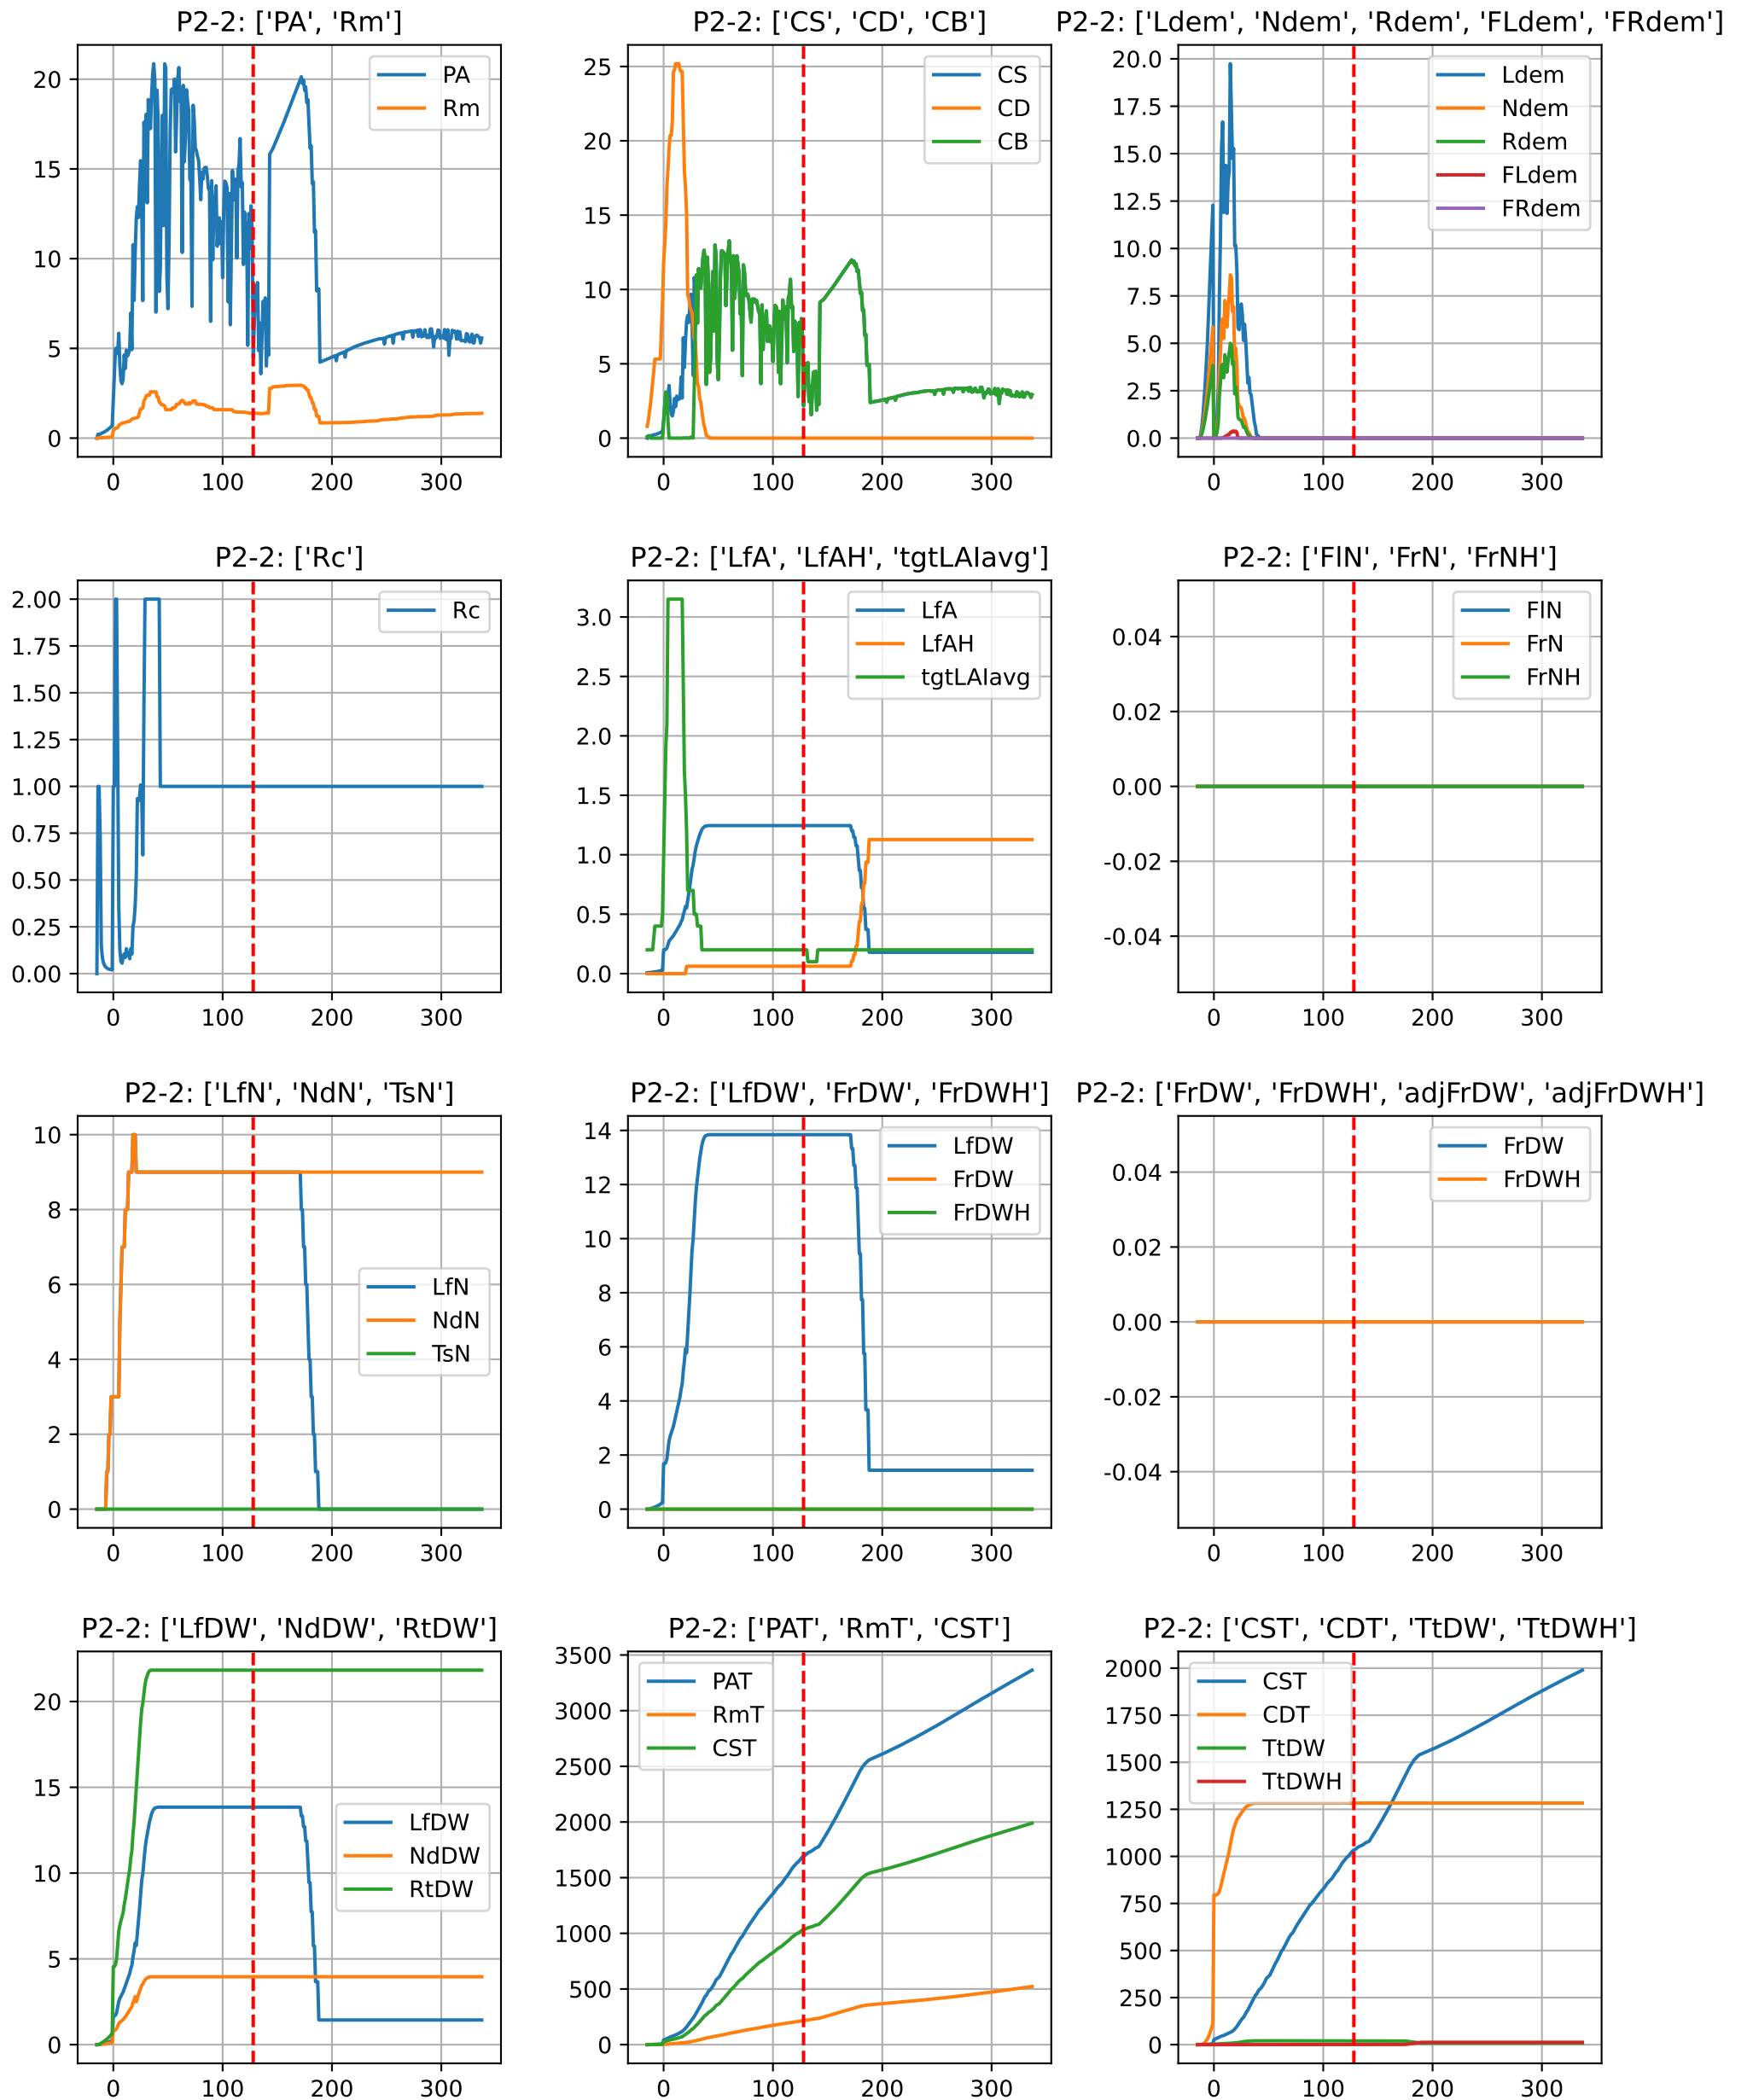 P2-2: ['PA', 'Rm']
20
15
10
5
0
0 100 200 300
PA
Rm
P2-2: ['CS', 'CD', 'CB']
25
20
15
10
5
0
0 100 200 300
CS
CD
CB
P2-2: ['Ldem', 'Ndem', 'Rdem', 'FLdem', 'FRdem']
20.0
17.5
15.0
12.5
10.0
7.5
5.0
2.5
0.0
0 100 200 300
Ldem
Ndem
Rdem
FLdem
FRdem
P2-2: ['Rc']
2.00
1.75
1.50
1.25
1.00
0.75
0.50
0.25
0.00
0 100 200 300
Rc
P2-2: ['LfA', 'LfAH', 'tgtLAIavg']
3.0
2.5
2.0
1.5
1.0
0.5
0.0
0 100 200 300
LfA
LfAH
tgtLAIavg
P2-2: ['FlN', 'FrN', 'FrNH']
0.04
0.02
0.00
-0.02
-0.04
0 100 200 300
FlN
FrN
FrNH
P2-2: ['LfN', 'NdN', 'TsN']
10
8
6
4
2
0
0 100 200 300
LfN
NdN
TsN
P2-2: ['LfDW', 'FrDW', 'FrDWH']
14
12
10
8
6
4
2
0
0 100 200 300
LfDW
FrDW
FrDWH
P2-2: ['FrDW', 'FrDWH', 'adjFrDW', 'adjFrDWH']
0.04
0.02
0.00
-0.02
-0.04
0 100 200 300
FrDW
FrDWH
P2-2: ['LfDW', 'NdDW', 'RtDW']
20
15
10
5
0
0 100 200 300
LfDW
NdDW
RtDW
P2-2: ['PAT', 'RmT', 'CST']
3500
3000
2500
2000
1500
1000
500
0
0 100 200 300
PAT
RmT
CST
P2-2: ['CST', 'CDT', 'TtDW', 'TtDWH']
2000
1750
1500
1250
1000
750
500
250
0
0 100 200 300
CST
CDT
TtDW
TtDWH